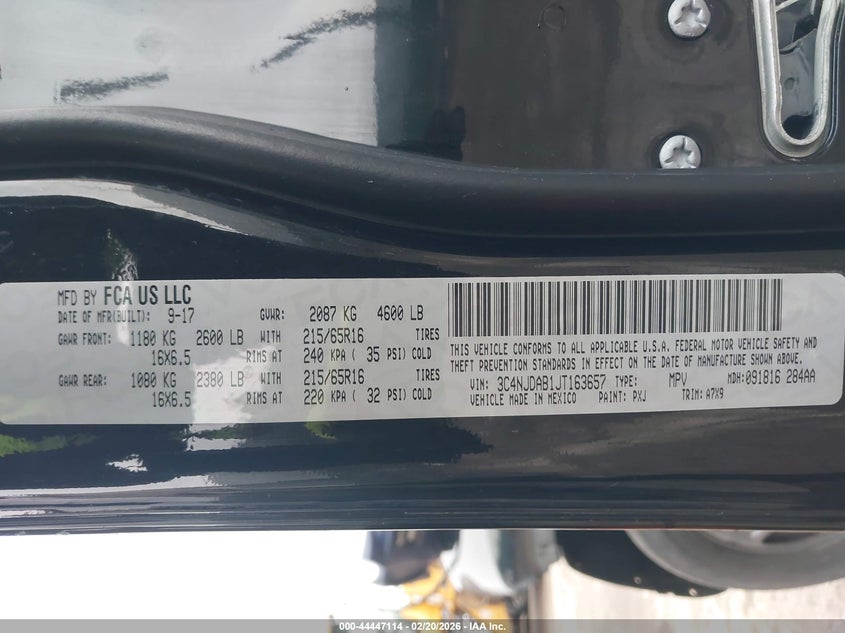 MFD BY FCA US LLC
DATE OF MFR(BUILT): 9-17 GVWR: 2087 KG 4600 LB
GAWR FRONT: 1180 KG 2600 LB WITH 215/65R16 TIRES
16X6.5 RIMS AT 240 KPA ( 35 PSI) COLD
GAWR REAR: 1080 KG 2380 LB WITH 215/65R16 TIRES
16X6.5 RIMS AT 220 KPA ( 32 PSI) COLD
THIS VEHICLE CONFORMS TO ALL APPLICABLE U.S.A. FEDERAL MOTOR VEHICLE SAFETY AND
THEFT PREVENTION STANDARDS IN EFFECT ON THE DATE OF MANUFACTURE SHOWN ABOVE.
VIN: 3C4NJDAB1JT163657 TYPE: MPV MDH: 091816 284AA
VEHICLE MADE IN MEXICO PAINT: PXJ TRIM: A7X9
000-44447114 - 02/20/2026 - IAA Inc.